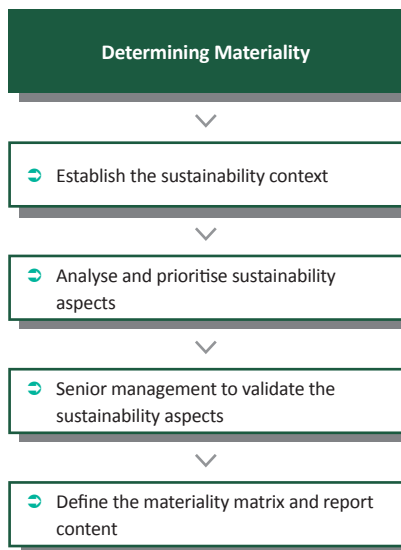 Determining Materiality
Establish the sustainability context
Analyse and prioritise sustainability
aspects
Senior management to validate the
sustainability aspects
Define the materiality matrix and report
content